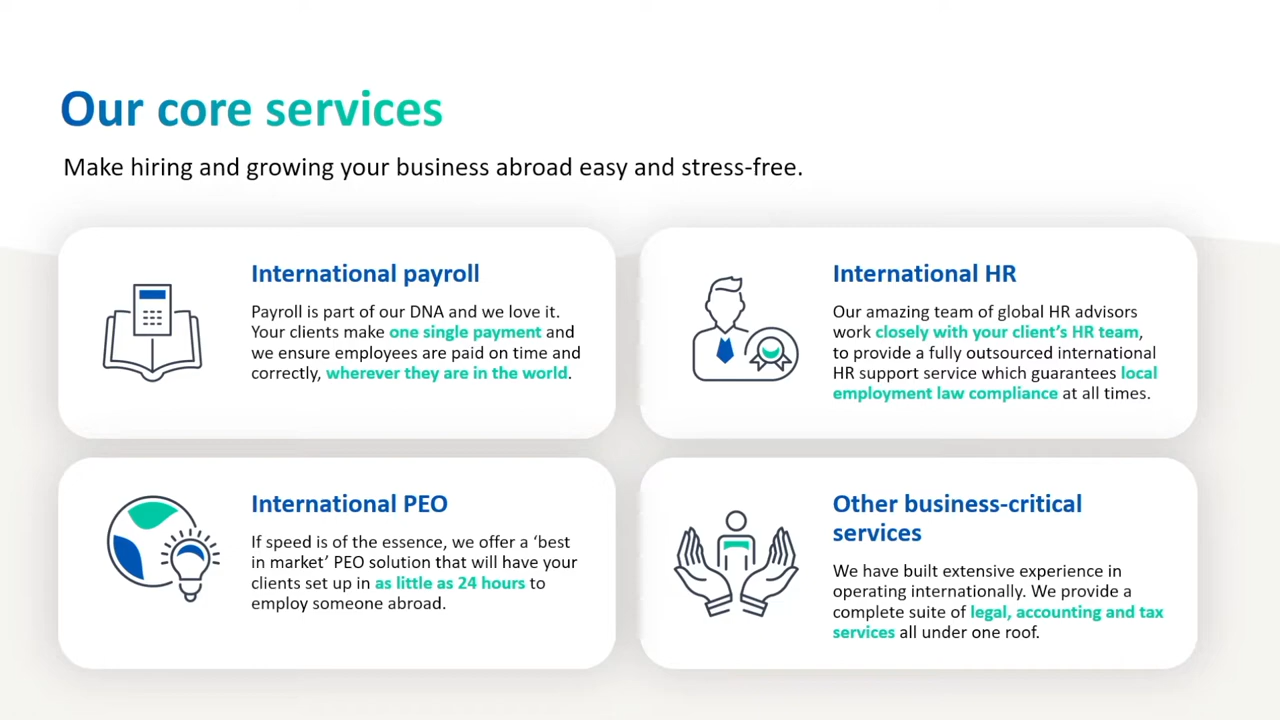 Our core services
Make hiring and growing your business abroad easy and stress-free.
International payroll
Payroll is part of our DNA and we love it.
Your clients make one single payment and
we ensure employees are paid on time and
correctly, wherever they are in the world.
International HR
Our amazing team of global HR advisors
work closely with your client’s HR team,
to provide a fully outsourced international
HR support service which guarantees local
employment law compliance at all times.
International PEO
If speed is of the essence, we offer a ‘best
in market’ PEO solution that will have your
clients set up in as little as 24 hours to
employ someone abroad.
Other business-critical
services
We have built extensive experience in
operating internationally. We provide a
complete suite of legal, accounting and tax
services all under one roof.